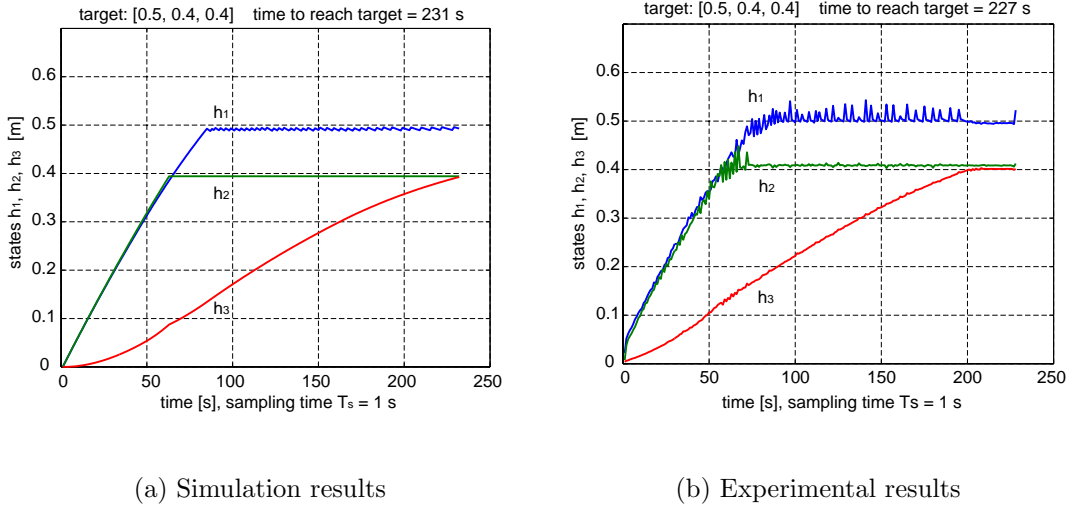 target: [0.5, 0.4, 0.4] time to reach target = 231 s
0.6
0.5
0.4
0.3
0.2
0.1
0
states h1, h2, h3 [m]
h1
h2
h3
0 50 100 150 200 250
time [s], sampling time Ts = 1 s
(a) Simulation results
target: [0.5, 0.4, 0.4] time to reach target = 227 s
0.6
0.5
0.4
0.3
0.2
0.1
0
states h1, h2, h3 [m]
h1
h2
h3
0 50 100 150 200 250
time [s], sampling time Ts = 1 s
(b) Experimental results